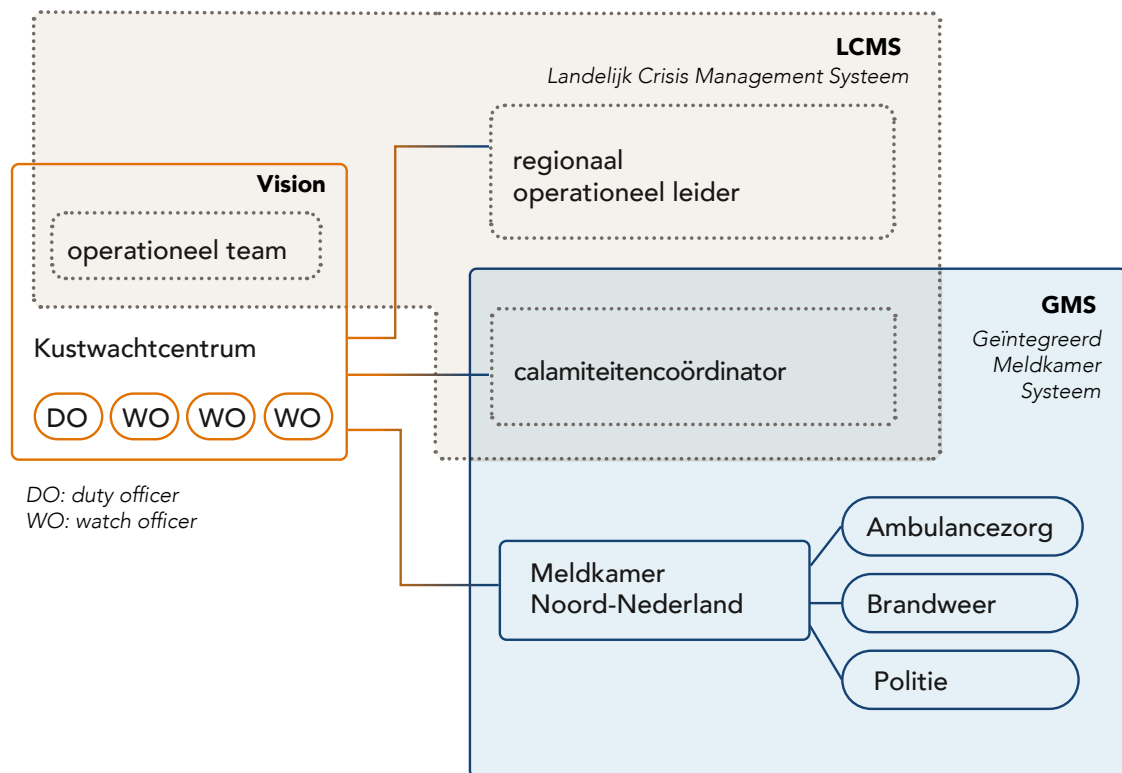 LCMS
Landelijk Crisis Management Systeem
regionaal
operationeel leider
Vision
operationeel team
Kustwachtcentrum
DO WO WO WO
DO: duty officer
WO: watch officer
GMS
Geïntegreerd
Meldkamer
Systeem
calamiteitencoördinator
Meldkamer
Noord-Nederland
Ambulancezorg
Brandweer
Politie